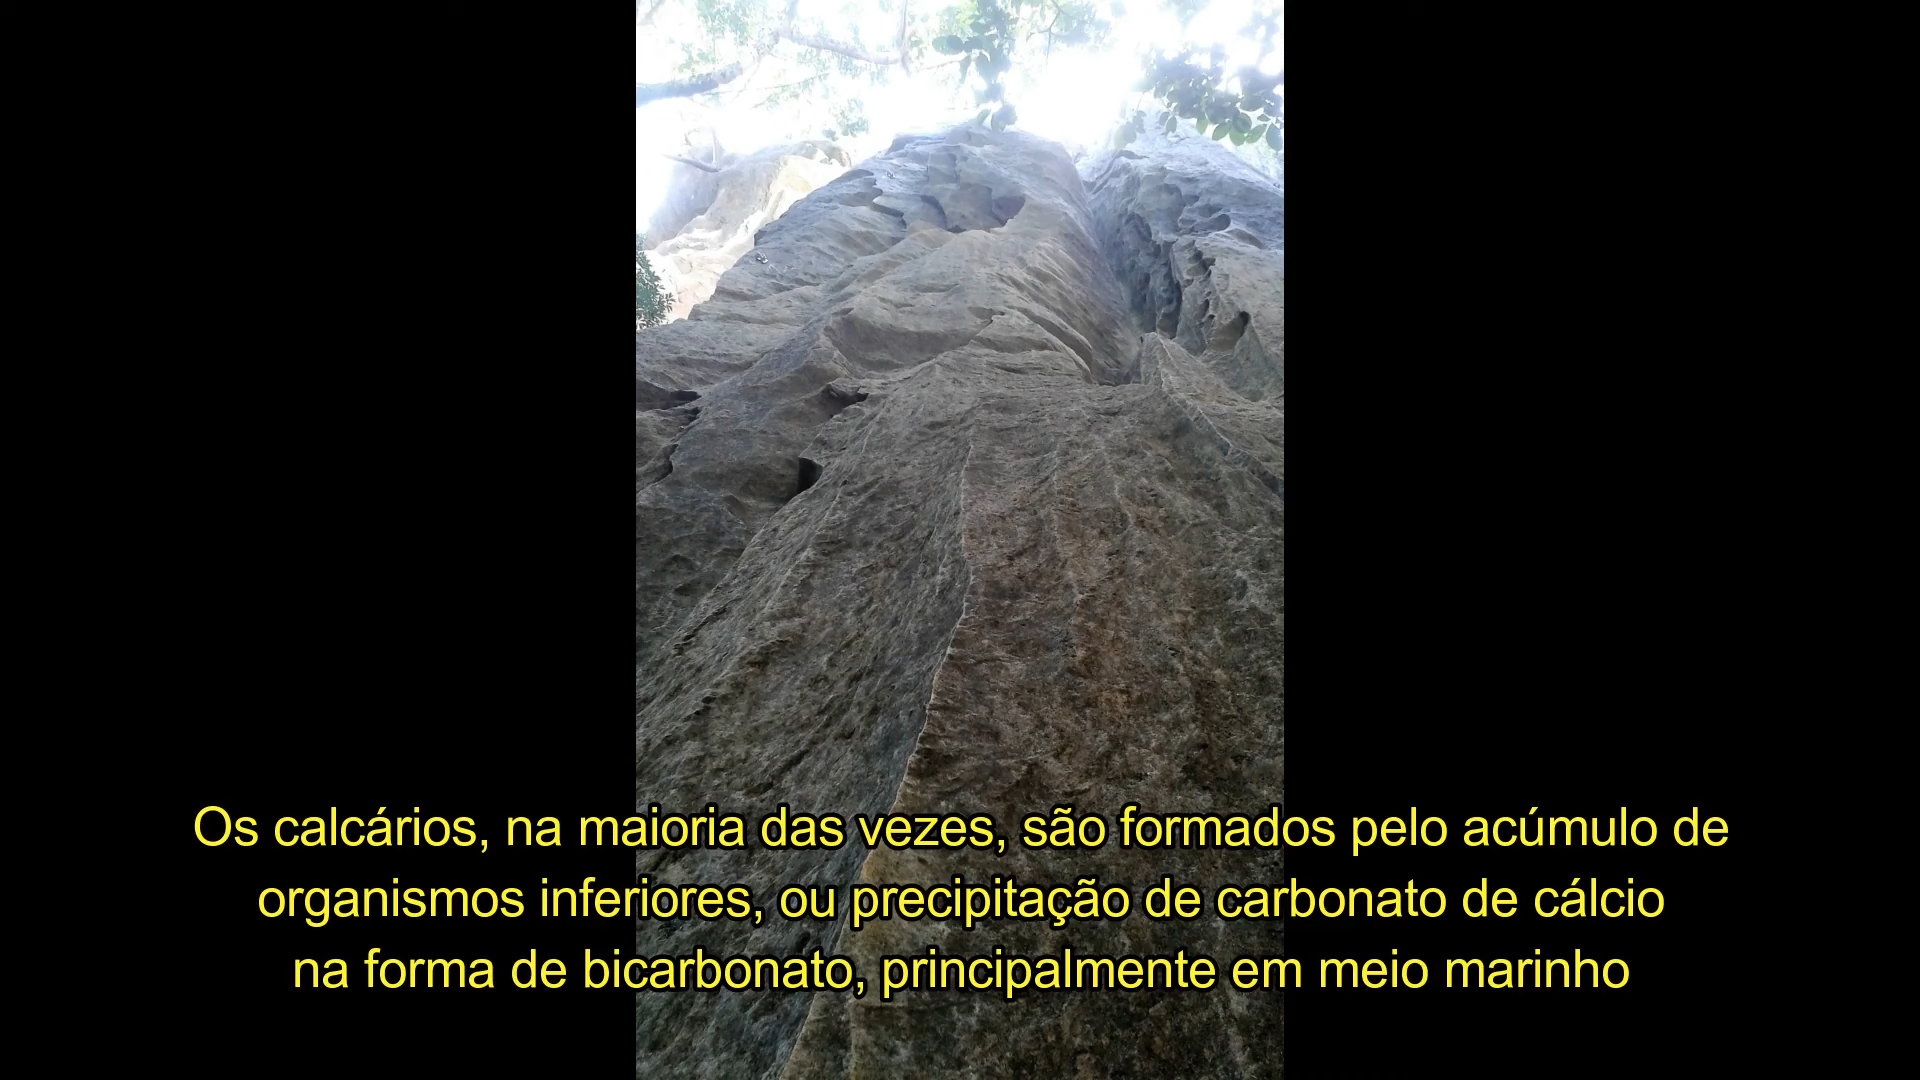 Os calcários, na maioria das vezes, são formados pelo acúmulo de
organismos inferiores, ou precipitação de carbonato de cálcio
na forma de bicarbonato, principalmente em meio marinho